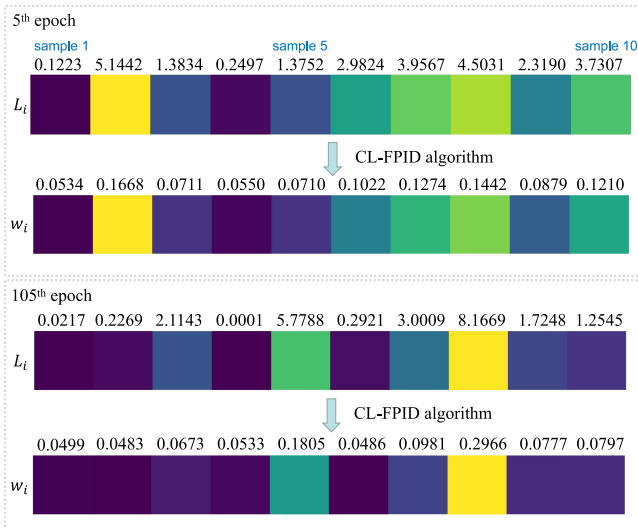 5th epoch
sample 1 sample 5 sample 10
0.1223 5.1442 1.3834 0.2497 1.3752 2.9824 3.9567 4.5031 2.3190 3.7307
Li
CL-FPID algorithm
0.0534 0.1668 0.0711 0.0550 0.0710 0.1022 0.1274 0.1442 0.0879 0.1210
wi
105th epoch
0.0217 0.2269 2.1143 0.0001 5.7788 0.2921 3.0009 8.1669 1.7248 1.2545
Li
CL-FPID algorithm
0.0499 0.0483 0.0673 0.0533 0.1805 0.0486 0.0981 0.2966 0.0777 0.0797
wi